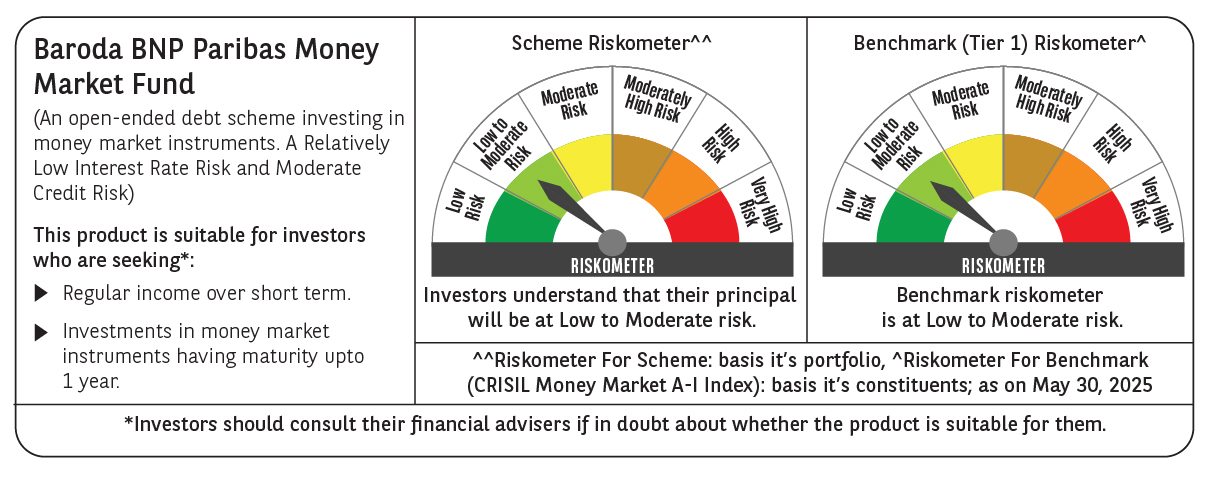 Baroda BNP Paribas Money
Market Fund
(An open-ended debt scheme investing in
money market instruments. A Relatively
Low Interest Rate Risk and Moderate
Credit Risk)
This product is suitable for investors
who are seeking*:
Regular income over short term.
Investments in money market
instruments having maturity upto
1 year.
Scheme Riskometer^^
Low
Risk
Low to
Moderate
Risk
Moderate
Risk
Moderately
High Risk
High
Risk
Very High
Risk
RISKOMETER
Investors understand that their principal
will be at Low to Moderate risk.
Benchmark (Tier 1) Riskometer^
Low
Risk
Low to
Moderate
Risk
Moderate
Risk
Moderately
High Risk
High
Risk
Very High
Risk
RISKOMETER
Benchmark riskometer
is at Low to Moderate risk.
^^Riskometer For Scheme: basis it’s portfolio, ^Riskometer For Benchmark
(CRISIL Money Market A-I Index): basis it’s constituents; as on May 30, 2025
*Investors should consult their financial advisers if in doubt about whether the product is suitable for them.